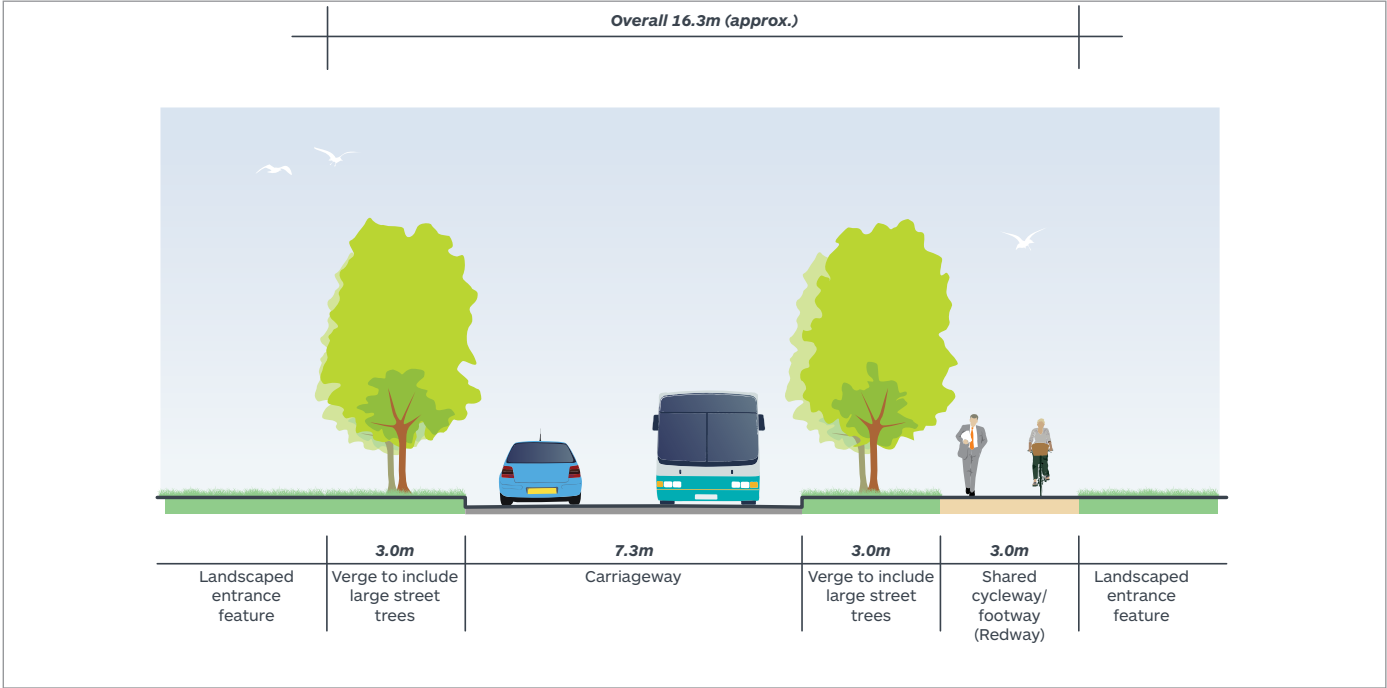 Overall 16.3m (approx.)
3.0m
7.3m
3.0m
3.0m
Landscaped
entrance
feature
Verge to include
large street
trees
Carriageway
Verge to include
large street
trees
Shared
cycleway/
footway
(Redway)
Landscaped
entrance
feature